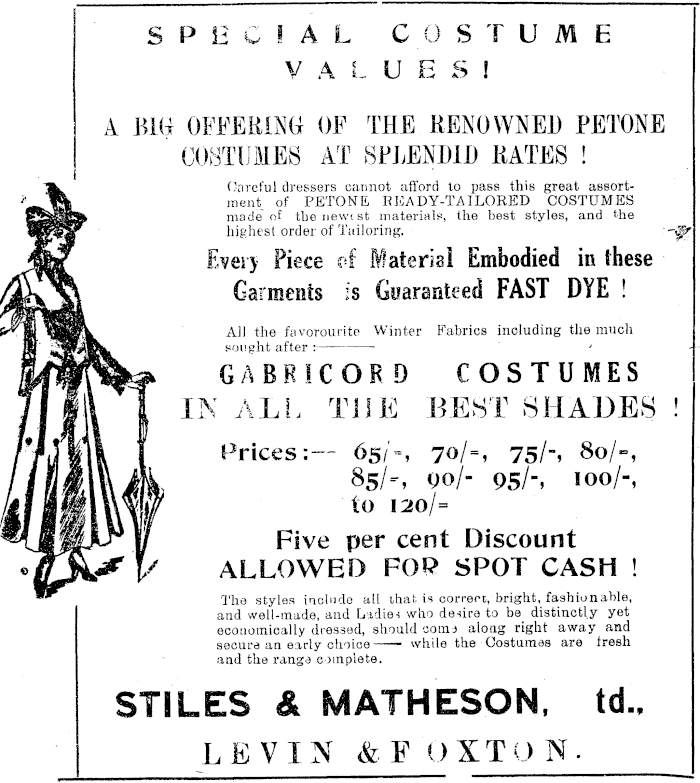 SPECIAL COSTUME
VALUES!
A BIG OFFERING OF THE RENOWNED PETONE
COSTUMES AT SPLENDID RATES !
Careful dressers cannot afford to pass this great assort-
ment of PETONE READY-TAILORED COSTUMES
made of the newest materials, the best styles, and the
highest order of Tailoring.
Every Piece of Material Embodied in these
Garments is Guaranteed FAST DYE !
All the favorourite Winter Fabrics including the much
sought after :———
GABRICORD COSTUMES
IN ALL THE BEST SHADES !
Prices:— 65/-, 70/=, 75/-, 80/=,
85/-, 90/- 95/-, 100/-,
to 120/=
Five per cent Discount
ALLOWED FOR SPOT CASH !
The styles include all that is correct, bright, fashionable,
and well-made, and Ladies who desire to be distinctly yet
economically dressed, should come along right away and
secure an early choice—— while the Costumes are fresh
and the range complete.
STILES & MATHESON, td.,
LEVIN & FOXTON.